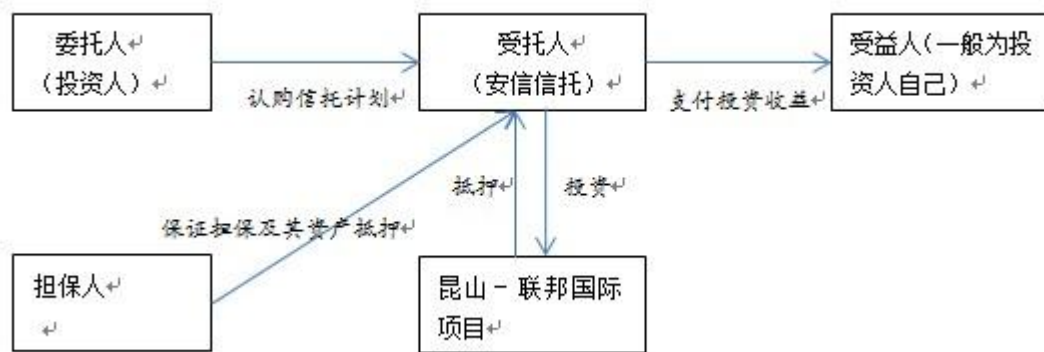 委托人↵
（投资人）↵
受托人↵
（安信信托）↵
受益人（一般为投
资人自己）↵
认购信托计划↵
支付投资收益↵
抵押↵
投资↵
保证担保及其资产抵押↵
担保人↵
↵
昆山－联邦国际
项目↵